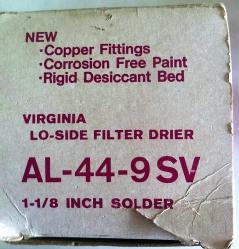 NEW
·Copper Fittings
·Corrosion Free Paint
·Rigid Desiccant Bed
VIRGINIA
LO-SIDE FILTER DRIER
AL-44-9 SV
1-1/8 INCH SOLDER